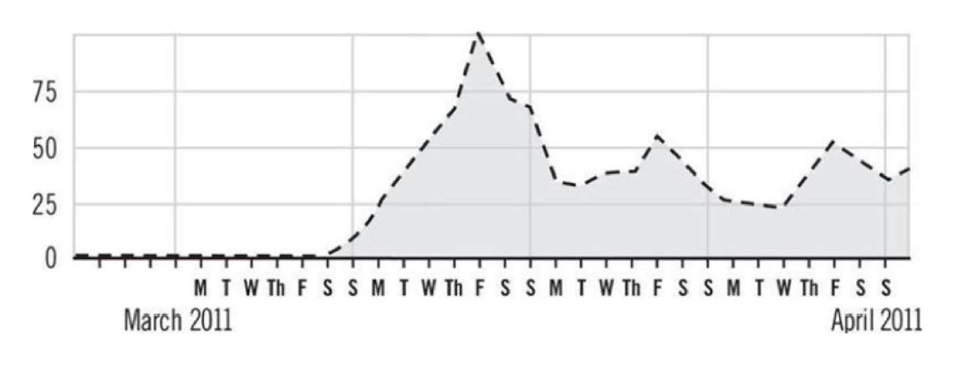 75
50
25
0
M T W Th F S S M T W Th F S S M T W Th F S S M T W Th F S S
March 2011 April 2011